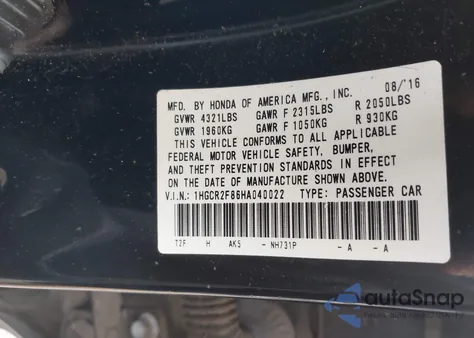 MFD. BY HONDA OF AMERICA MFG., INC. 08/'16
GVWR 4321LBS GAWR F 2315LBS R 2050LBS
GVWR 1960KG GAWR F 1050KG R 930KG
THIS VEHICLE CONFORMS TO ALL APPLICABLE
FEDERAL MOTOR VEHICLE SAFETY, BUMPER,
AND THEFT PREVENTION STANDARDS IN EFFECT
ON THE DATE OF MANUFACTURE SHOWN ABOVE.
V.I.N.: 1HGCR2F86HA040022 TYPE: PASSENGER CAR
T2F H AK5 - NH731P - A - A
autaSnap